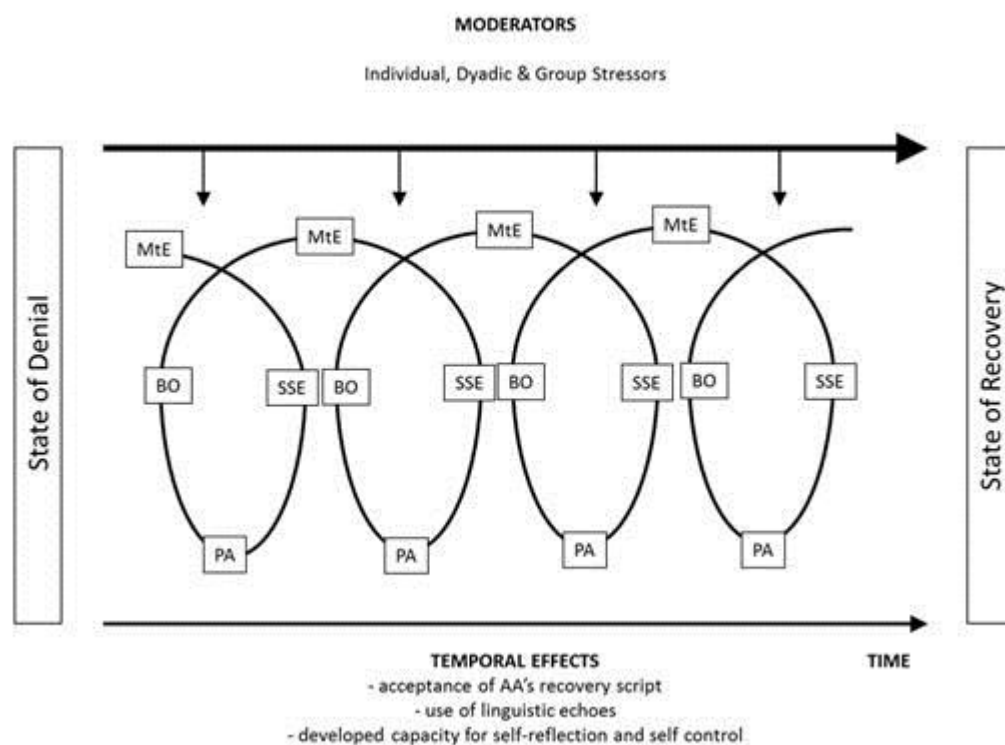 MODERATORS
Individual, Dyadic & Group Stressors
State of Denial
MtE
MtE
MtE
MtE
BO
SSE
BO
SSE
BO
SSE
BO
SSE
PA
PA
PA
PA
State of Recovery
TEMPORAL EFFECTS
TIME
- acceptance of AA's recovery script
- use of linguistic echoes
- developed capacity for self-reflection and self control